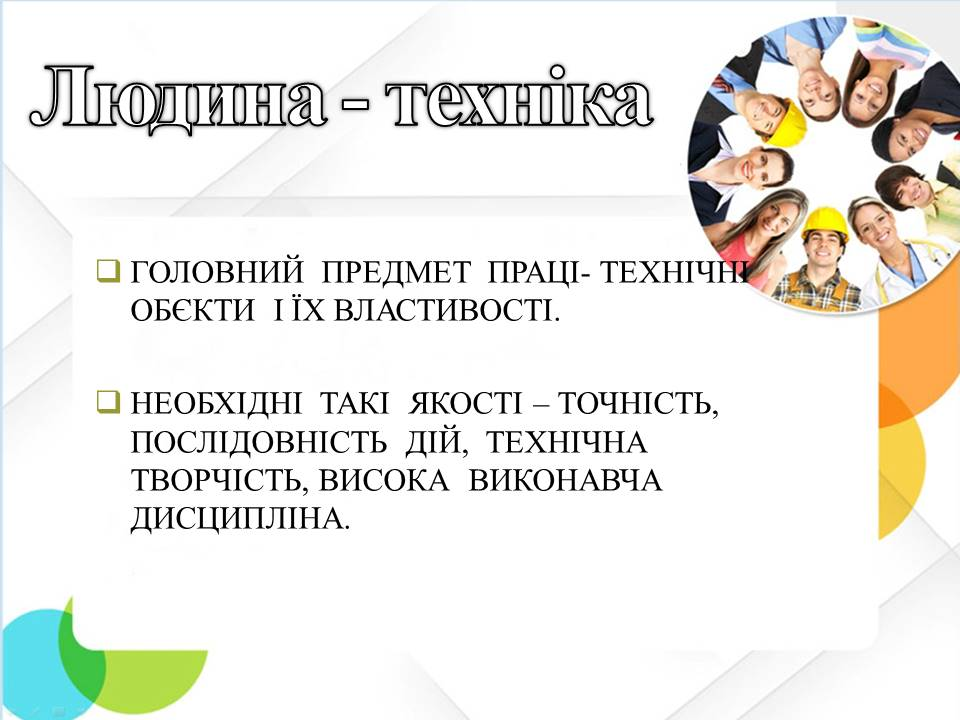 Людина - техніка
ГОЛОВНИЙ ПРЕДМЕТ ПРАЦІ- ТЕХНІЧНІ
ОБЄКТИ І ЇХ ВЛАСТИВОСТІ.
НЕОБХІДНІ ТАКІ ЯКОСТІ – ТОЧНІСТЬ,
ПОСЛІДОВНІСТЬ ДІЙ, ТЕХНІЧНА
ТВОРЧІСТЬ, ВИСОКА ВИКОНАВЧА
ДИСЦИПЛІНА.